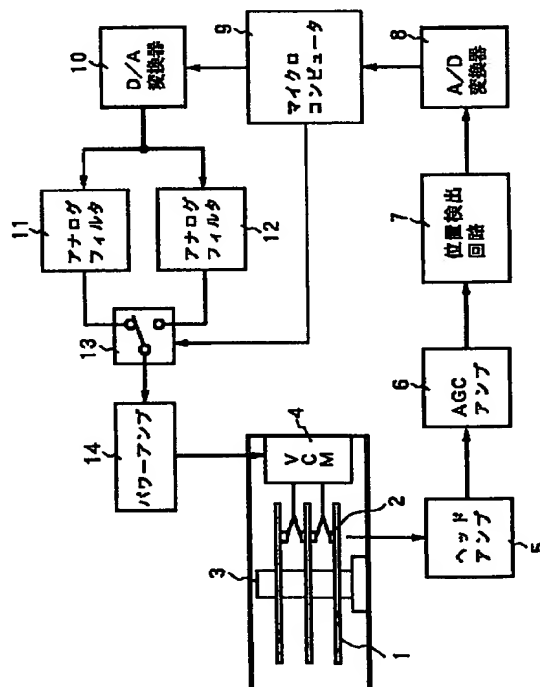 10
D/A
変換器
9
マイクロ
コンピュータ
8
A/D
変換器
11
アナログ
フィルタ
12
アナログ
フィルタ
7
位置検出
回路
13
6
AGC
アンプ
14
パワーアンプ
4
VCM
3
2
1
5
ヘッド
アンプ